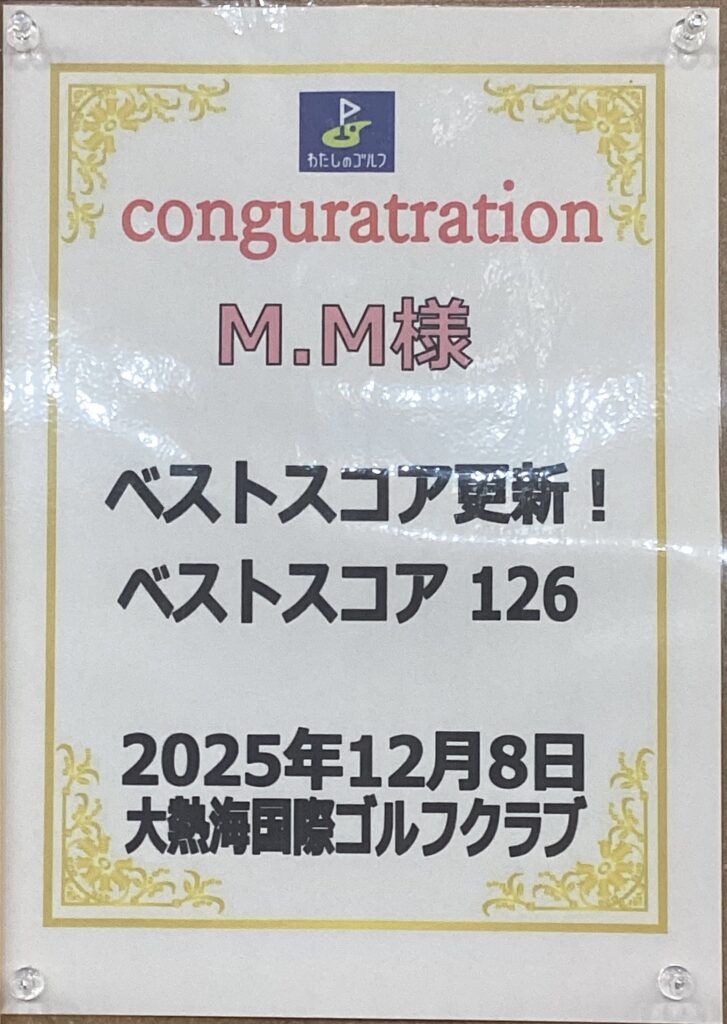 わたしのゴルフ
conguratration
M.M様
ベストスコア更新！
ベストスコア 126
2025年12月8日
大熱海国際ゴルフクラブ